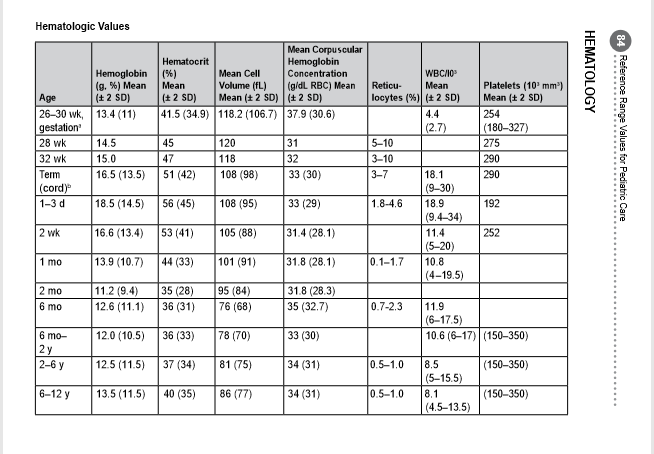 Hematologic Values
Age | Hemoglobin (g, %) Mean (± 2 SD) | Hematocrit (%) Mean (± 2 SD) | Mean Cell Volume (fL) Mean (± 2 SD) | Mean Corpuscular Hemoglobin Concentration (g/dL RBC) Mean (± 2 SD) | Reticu-locytes (%) | WBC/l0³ Mean (± 2 SD) | Platelets (10³ mm³) Mean (± 2 SD)
26–30 wk, gestationᵃ | 13.4 (11) | 41.5 (34.9) | 118.2 (106.7) | 37.9 (30.6) | | 4.4 (2.7) | 254 (180–327)
28 wk | 14.5 | 45 | 120 | 31 | 5–10 | | 275
32 wk | 15.0 | 47 | 118 | 32 | 3–10 | | 290
Term (cord)ᵇ | 16.5 (13.5) | 51 (42) | 108 (98) | 33 (30) | 3–7 | 18.1 (9–30) | 290
1–3 d | 18.5 (14.5) | 56 (45) | 108 (95) | 33 (29) | 1.8-4.6 | 18.9 (9.4–34) | 192
2 wk | 16.6 (13.4) | 53 (41) | 105 (88) | 31.4 (28.1) | | 11.4 (5–20) | 252
1 mo | 13.9 (10.7) | 44 (33) | 101 (91) | 31.8 (28.1) | 0.1–1.7 | 10.8 (4–19.5) |
2 mo | 11.2 (9.4) | 35 (28) | 95 (84) | 31.8 (28.3) | | |
6 mo | 12.6 (11.1) | 36 (31) | 76 (68) | 35 (32.7) | 0.7-2.3 | 11.9 (6–17.5) |
6 mo–2 y | 12.0 (10.5) | 36 (33) | 78 (70) | 33 (30) | | 10.6 (6–17) | (150–350)
2–6 y | 12.5 (11.5) | 37 (34) | 81 (75) | 34 (31) | 0.5–1.0 | 8.5 (5–15.5) | (150–350)
6–12 y | 13.5 (11.5) | 40 (35) | 86 (77) | 34 (31) | 0.5–1.0 | 8.1 (4.5–13.5) | (150–350)
HEMATOLOGY
84 Reference Range Values for Pediatric Care